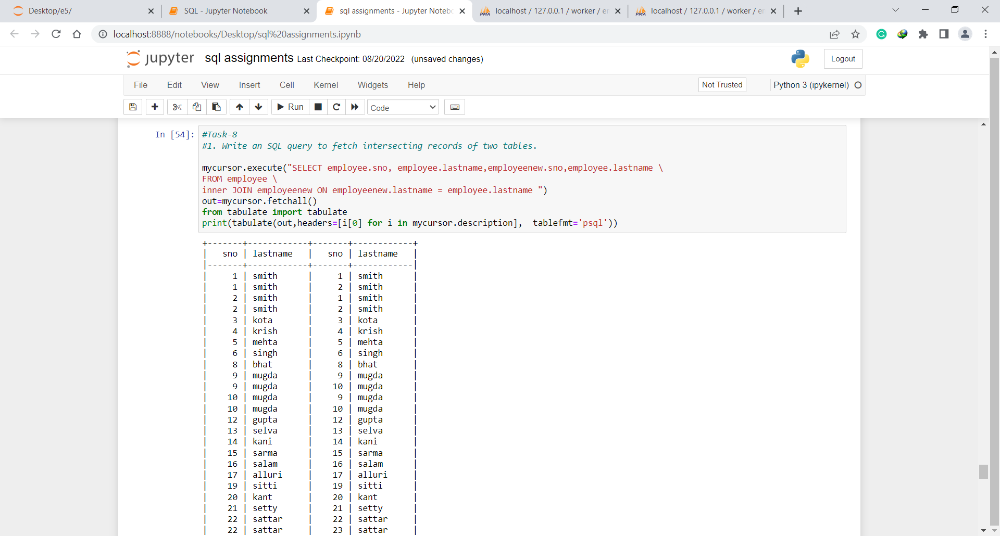 Desktop/e5/
SQL - Jupyter Notebook
sql assignments - Jupyter Notebo
PMA localhost / 127.0.0.1 / worker / em
PMA localhost / 127.0.0.1 / worker / em
localhost:8888/notebooks/Desktop/sql%20assignments.ipynb
jupyter sql assignments Last Checkpoint: 08/20/2022 (unsaved changes)
Logout
File Edit View Insert Cell Kernel Widgets Help
Not Trusted
Python 3 (ipykernel)
Run
Code
In [54]:
#Task-8
#1. Write an SQL query to fetch intersecting records of two tables.
mycursor.execute("SELECT employee.sno, employee.lastname,employeenew.sno,employee.lastname \
FROM employee \
inner JOIN employeenew ON employeenew.lastname = employee.lastname ")
out=mycursor.fetchall()
from tabulate import tabulate
print(tabulate(out,headers=[i[0] for i in mycursor.description],  tablefmt='psql'))
+-------+------------+-------+------------+
|   sno | lastname   |   sno | lastname   |
|-------+------------+-------+------------|
|     1 | smith      |     1 | smith      |
|     1 | smith      |     2 | smith      |
|     2 | smith      |     1 | smith      |
|     2 | smith      |     2 | smith      |
|     3 | kota       |     3 | kota       |
|     4 | krish      |     4 | krish      |
|     5 | mehta      |     5 | mehta      |
|     6 | singh      |     6 | singh      |
|     8 | bhat       |     8 | bhat       |
|     9 | mugda      |     9 | mugda      |
|     9 | mugda      |    10 | mugda      |
|    10 | mugda      |     9 | mugda      |
|    10 | mugda      |    10 | mugda      |
|    12 | gupta      |    12 | gupta      |
|    13 | selva      |    13 | selva      |
|    14 | kani       |    14 | kani       |
|    15 | sarma      |    15 | sarma      |
|    16 | salam      |    16 | salam      |
|    17 | alluri     |    17 | alluri     |
|    19 | sitti      |    19 | sitti      |
|    20 | kant       |    20 | kant       |
|    21 | setty      |    21 | setty      |
|    22 | sattar     |    22 | sattar     |
|    22 | sattar     |    23 | sattar     |